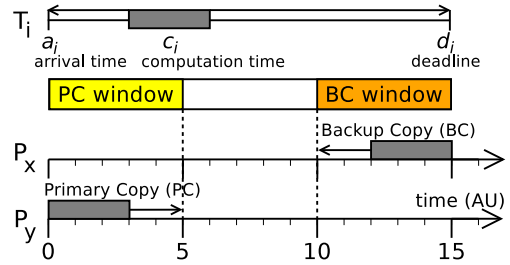 Ti
ai ci di
arrival time computation time deadline
PC window BC window
Backup Copy (BC)
Px
Primary Copy (PC)
time (AU)
Py
0 5 10 15